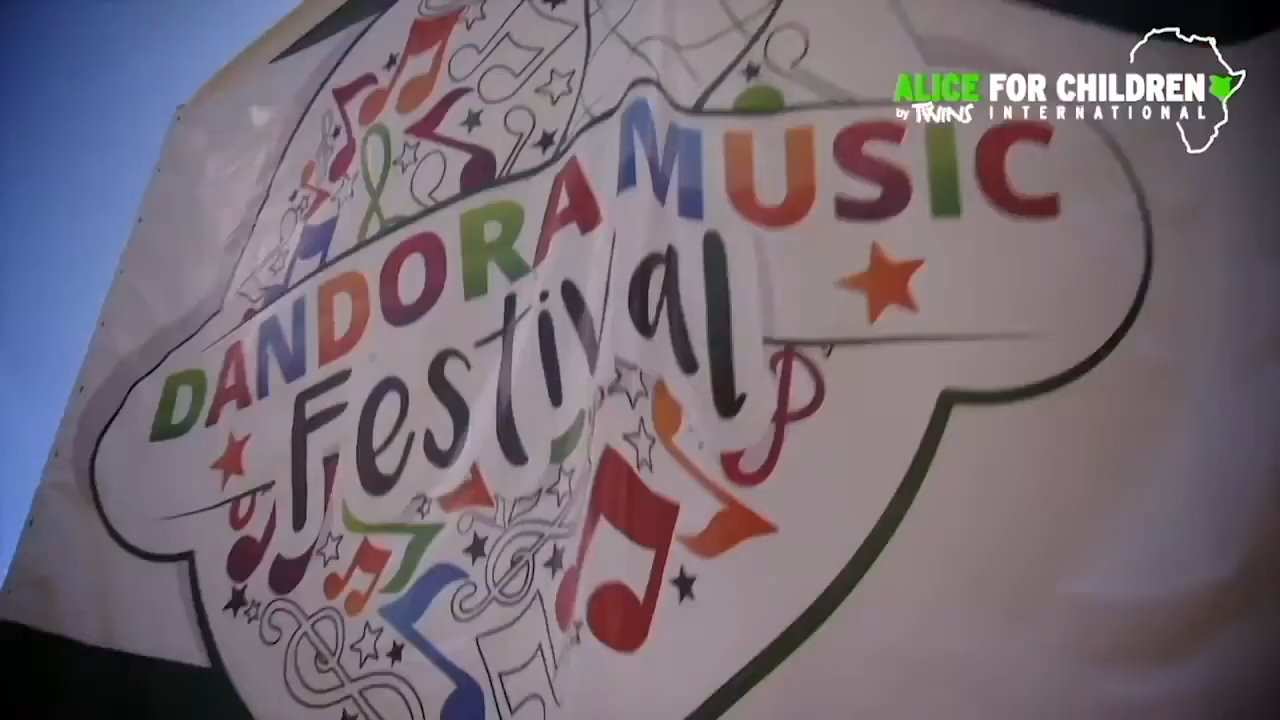 ALICE FOR CHILDREN
by TWINS INTERNATIONAL
DANDORA MUSIC
Festival